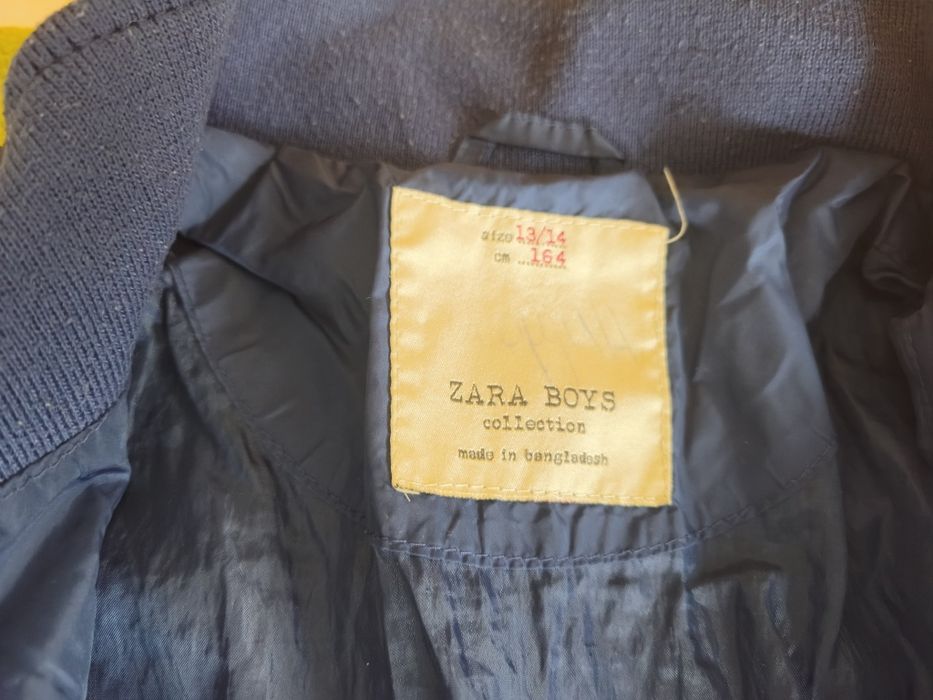 size 13/14
cm 164
ZARA BOYS
collection
made in bangladesh